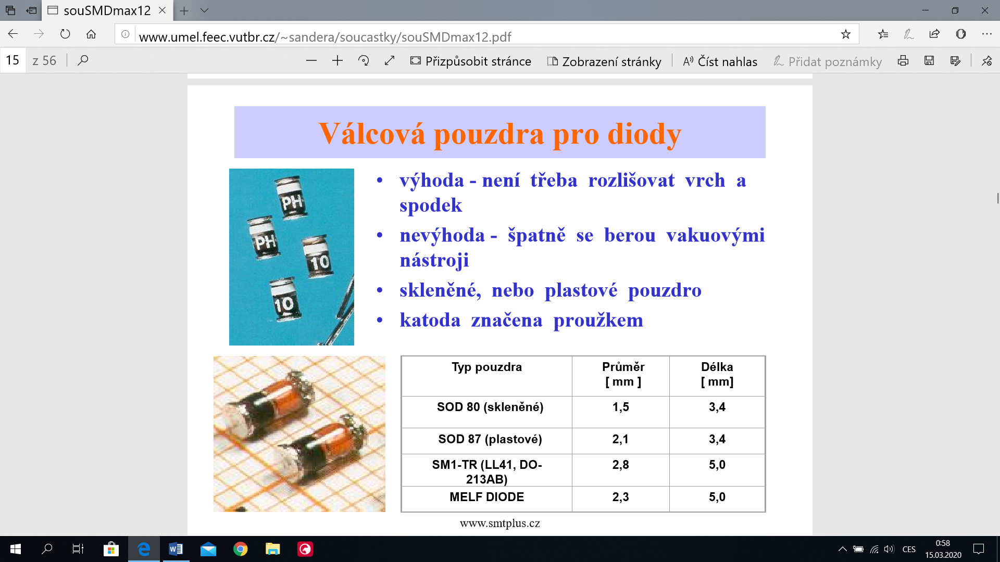 souSMDmax12
www.umel.feec.vutbr.cz/~sandera/soucastky/souSMDmax12.pdf
15 z 56 Přizpůsobit stránce Zobrazení stránky Číst nahlas Přidat poznámky
Válcová pouzdra pro diody
PH
PH
10
10
• výhoda - není třeba rozlišovat vrch a
spodek
• nevýhoda - špatně se berou vakuovými
nástroji
• skleněné, nebo plastové pouzdro
• katoda značena proužkem
Typ pouzdra Průměr Délka
[ mm ] [ mm]
SOD 80 (skleněné) 1,5 3,4
SOD 87 (plastové) 2,1 3,4
SM1-TR (LL41, DO- 2,8 5,0
213AB)
MELF DIODE 2,3 5,0
www.smtplus.cz
CES 0:58
15.03.2020